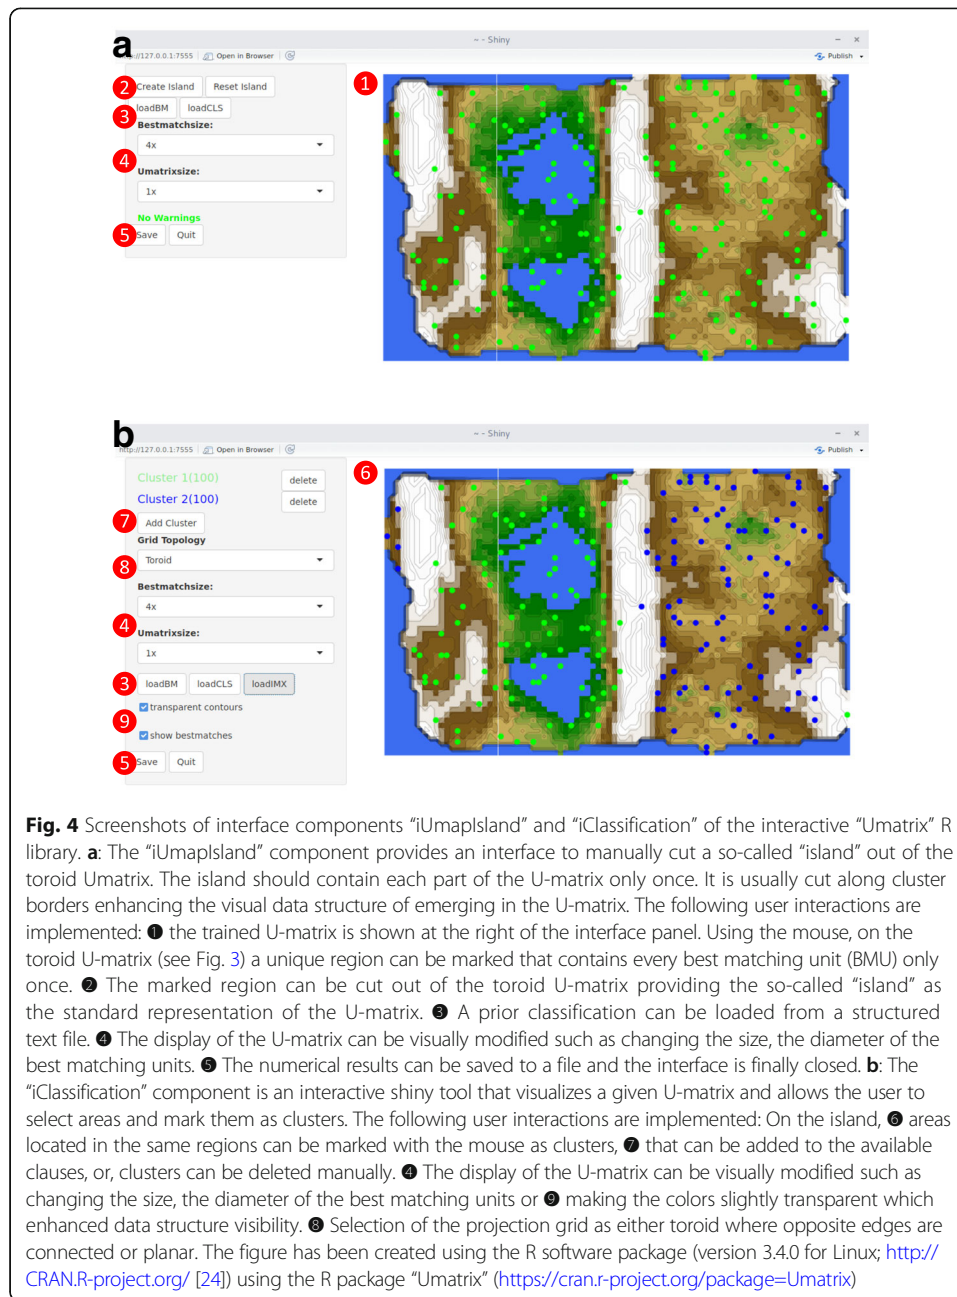 a
~ - Shiny
http://127.0.0.1:7555 Open in Browser Publish
2 Create Island Reset Island
1
loadBM loadCLS
3
Bestmatchsize:
4x
4
Umatrixsize:
1x
No Warnings
5 Save Quit
b
~ - Shiny
http://127.0.0.1:7555 Open in Browser Publish
6
Cluster 1(100) delete
Cluster 2(100) delete
7 Add Cluster
Grid Topology
8 Toroid
Bestmatchsize:
4x
4
Umatrixsize:
1x
3 loadBM loadCLS loadIMX
transparent contours
9
show bestmatches
5 Save Quit
Fig. 4 Screenshots of interface components “iUmapIsland” and “iClassification” of the interactive “Umatrix” R
library. a: The “iUmapIsland” component provides an interface to manually cut a so-called “island” out of the
toroid Umatrix. The island should contain each part of the U-matrix only once. It is usually cut along cluster
borders enhancing the visual data structure of emerging in the U-matrix. The following user interactions are
implemented: ❶ the trained U-matrix is shown at the right of the interface panel. Using the mouse, on the
toroid U-matrix (see Fig. 3) a unique region can be marked that contains every best matching unit (BMU) only
once. ❷ The marked region can be cut out of the toroid U-matrix providing the so-called “island” as
the standard representation of the U-matrix. ❸ A prior classification can be loaded from a structured
text file. ❹ The display of the U-matrix can be visually modified such as changing the size, the diameter of the
best matching units. ❺ The numerical results can be saved to a file and the interface is finally closed. b: The
“iClassification” component is an interactive shiny tool that visualizes a given U-matrix and allows the user to
select areas and mark them as clusters. The following user interactions are implemented: On the island, ❻ areas
located in the same regions can be marked with the mouse as clusters, ❼ that can be added to the available
clauses, or, clusters can be deleted manually. ❹ The display of the U-matrix can be visually modified such as
changing the size, the diameter of the best matching units or ❾ making the colors slightly transparent which
enhanced data structure visibility. ❽ Selection of the projection grid as either toroid where opposite edges are
connected or planar. The figure has been created using the R software package (version 3.4.0 for Linux; http://
CRAN.R-project.org/ [24]) using the R package “Umatrix” (https://cran.r-project.org/package=Umatrix)